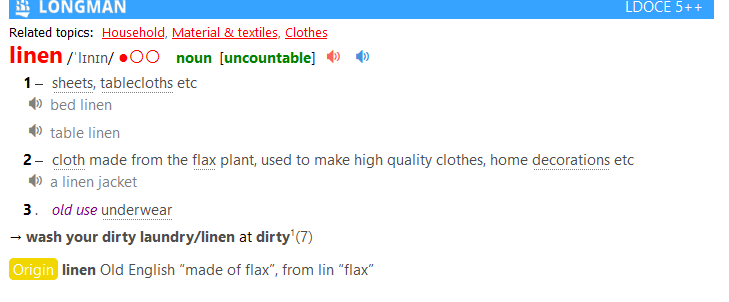 LONGMAN LDOCE 5++
Related topics: Household, Material & textiles, Clothes
linen /ˈlɪnɪn/ ●○○ noun [uncountable]
1 – sheets, tablecloths etc
bed linen
table linen
2 – cloth made from the flax plant, used to make high quality clothes, home decorations etc
a linen jacket
3 . old use underwear
→ wash your dirty laundry/linen at dirty¹(7)
Origin linen Old English “made of flax”, from lin “flax”